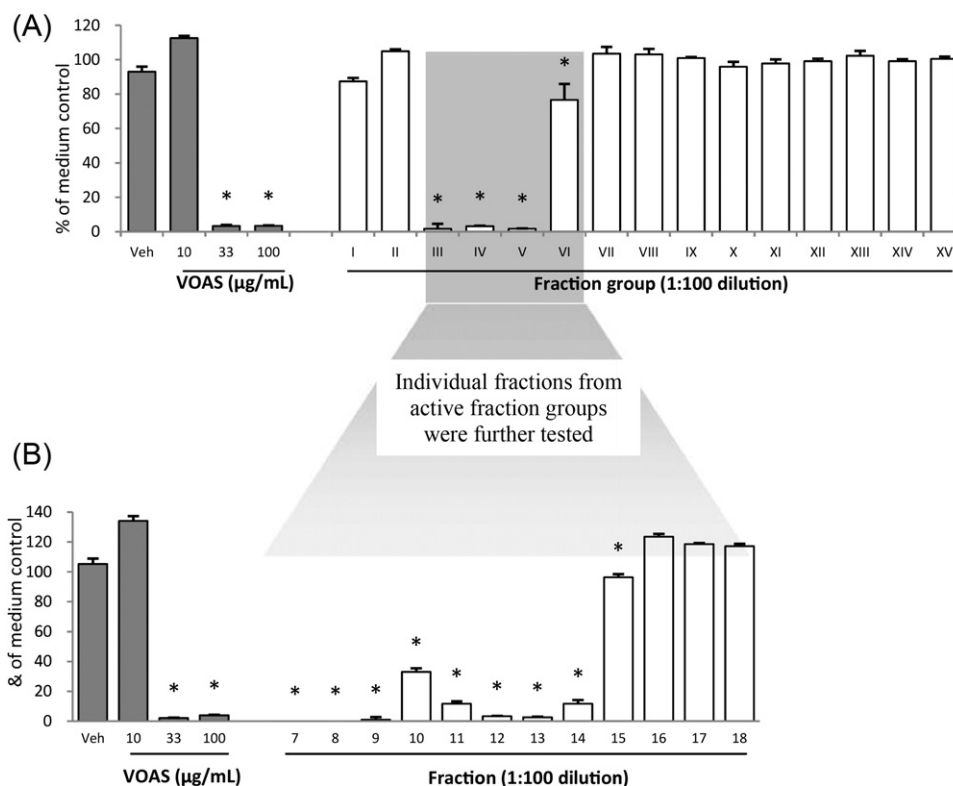 (A)
% of medium control
120
100
80
60
40
20
0
* * * * * *
Veh 10 33 100 I II III IV V VI VII VIII IX X XI XII XIII XIV XV
VOAS (µg/mL) Fraction group (1:100 dilution)
Individual fractions from
active fraction groups
were further tested
(B)
& of medium control
140
120
100
80
60
40
20
0
* * * * * * * * * * *
Veh 10 33 100 7 8 9 10 11 12 13 14 15 16 17 18
VOAS (µg/mL) Fraction (1:100 dilution)